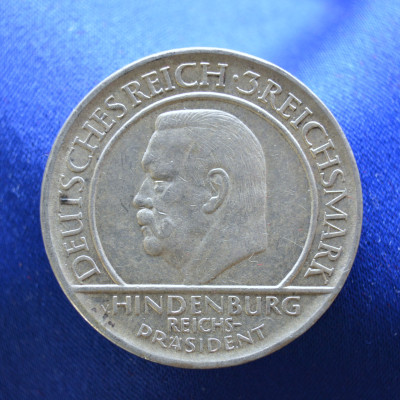 DEUTSCHES REICH · 3 REICHSMARK
HINDENBURG
REICHS-
PRÄSIDENT